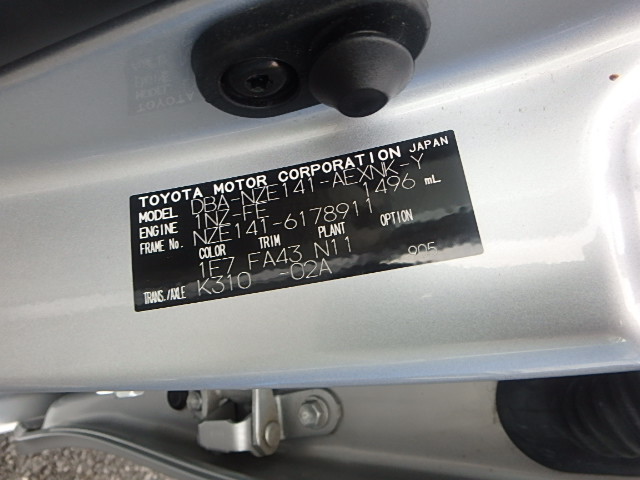 TOYOTA MOTOR CORPORATION JAPAN
MODEL DBA-NZE141-AEXNK-Y
ENGINE 1NZ-FE 1496 mL
FRAME No. NZE141-6178911
COLOR TRIM PLANT OPTION
1E7 FA43 N11 905
TRANS./AXLE K310 -02A